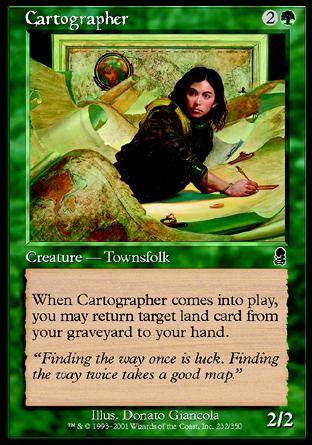 Cartographer 2
Creature — Townsfolk
When Cartographer comes into play,
you may return target land card from
your graveyard to your hand.
“Finding the way once is luck. Finding
the way twice takes a good map.”
Illus. Donato Giancola
™ & © 1993–2001 Wizards of the Coast, Inc. 232/350
2/2